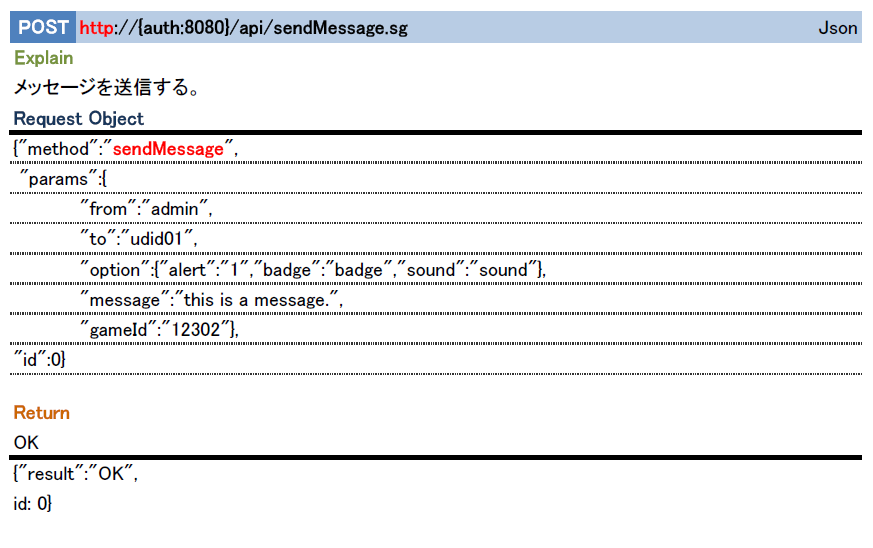 POST http://{auth:8080}/api/sendMessage.sg Json
Explain
メッセージを送信する。
Request Object
{"method":"sendMessage",
"params":{
"from":"admin",
"to":"udid01",
"option":{"alert":"1","badge":"badge","sound":"sound"},
"message":"this is a message.",
"gameId":"12302"},
"id":0}
Return
OK
{"result":"OK",
id: 0}